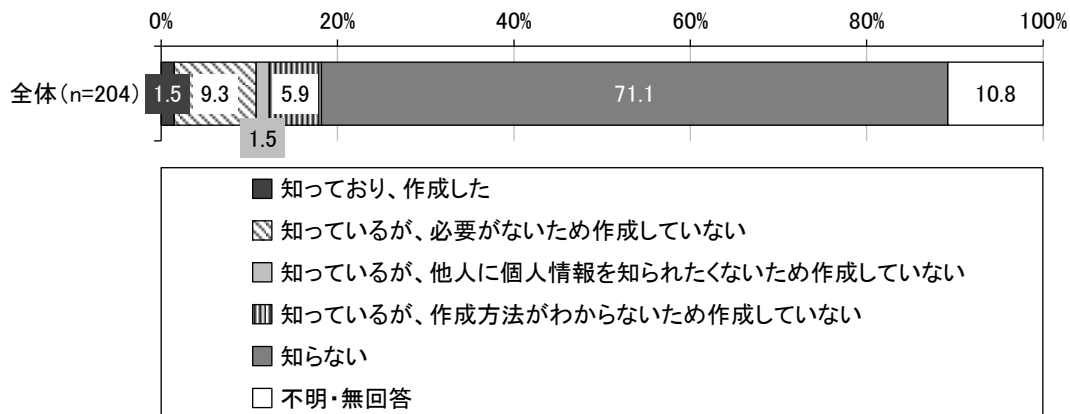 0% 20% 40% 60% 80% 100%
全体(n=204) 1.5 9.3 5.9 71.1 10.8
1.5
知っており、作成した
知っているが、必要がないため作成していない
知っているが、他人に個人情報を知られたくないため作成していない
知っているが、作成方法がわからないため作成していない
知らない
不明・無回答